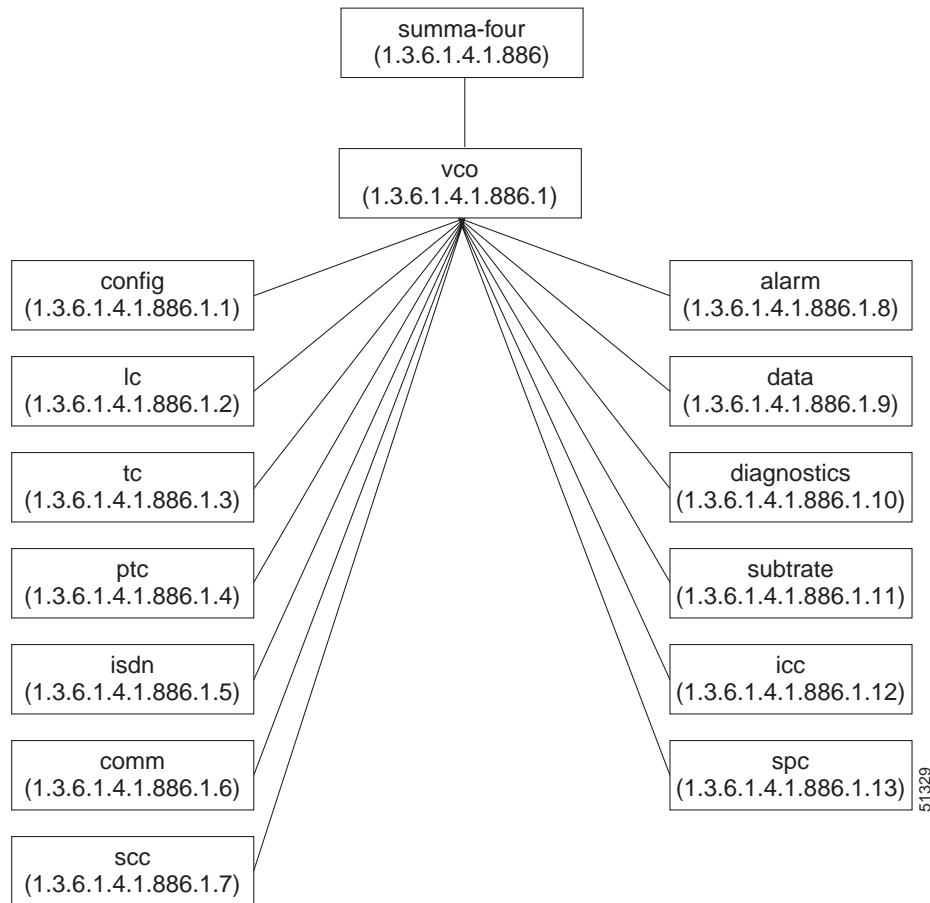 summa-four
(1.3.6.1.4.1.886)
vco
(1.3.6.1.4.1.886.1)
config
(1.3.6.1.4.1.886.1.1)
lc
(1.3.6.1.4.1.886.1.2)
tc
(1.3.6.1.4.1.886.1.3)
ptc
(1.3.6.1.4.1.886.1.4)
isdn
(1.3.6.1.4.1.886.1.5)
comm
(1.3.6.1.4.1.886.1.6)
scc
(1.3.6.1.4.1.886.1.7)
alarm
(1.3.6.1.4.1.886.1.8)
data
(1.3.6.1.4.1.886.1.9)
diagnostics
(1.3.6.1.4.1.886.1.10)
subtrate
(1.3.6.1.4.1.886.1.11)
icc
(1.3.6.1.4.1.886.1.12)
spc
(1.3.6.1.4.1.886.1.13)
51329